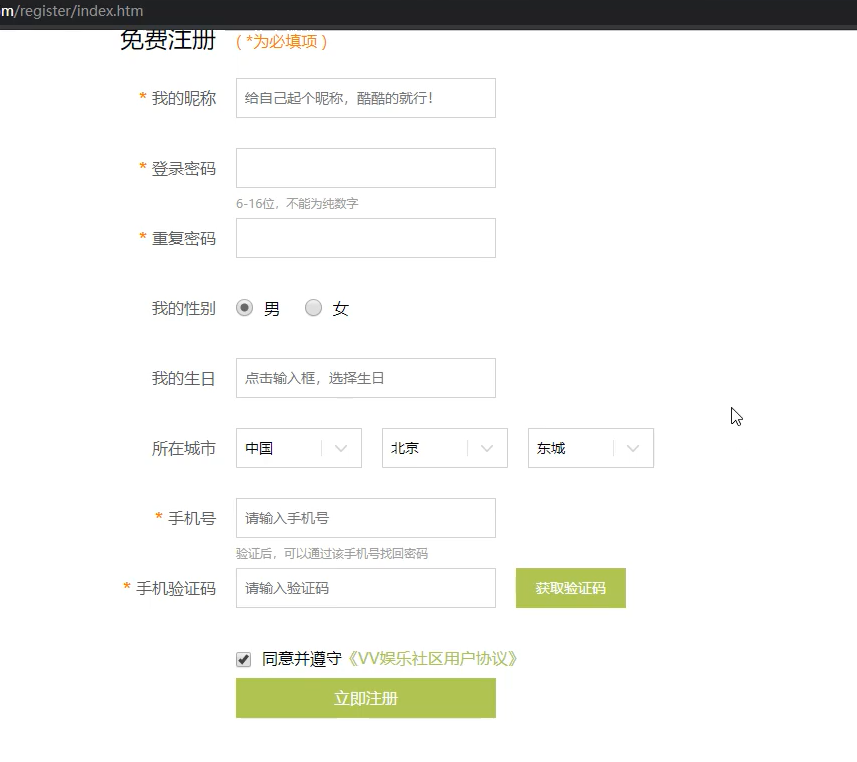 m/register/index.htm
免费注册 ( *为必填项 )
* 我的昵称 给自己起个昵称，酷酷的就行！
* 登录密码
6-16位，不能为纯数字
* 重复密码
我的性别 男 女
我的生日 点击输入框，选择生日
所在城市 中国 北京 东城
* 手机号 请输入手机号
验证后，可以通过该手机号找回密码
* 手机验证码 请输入验证码 获取验证码
同意并遵守《VV娱乐社区用户协议》
立即注册